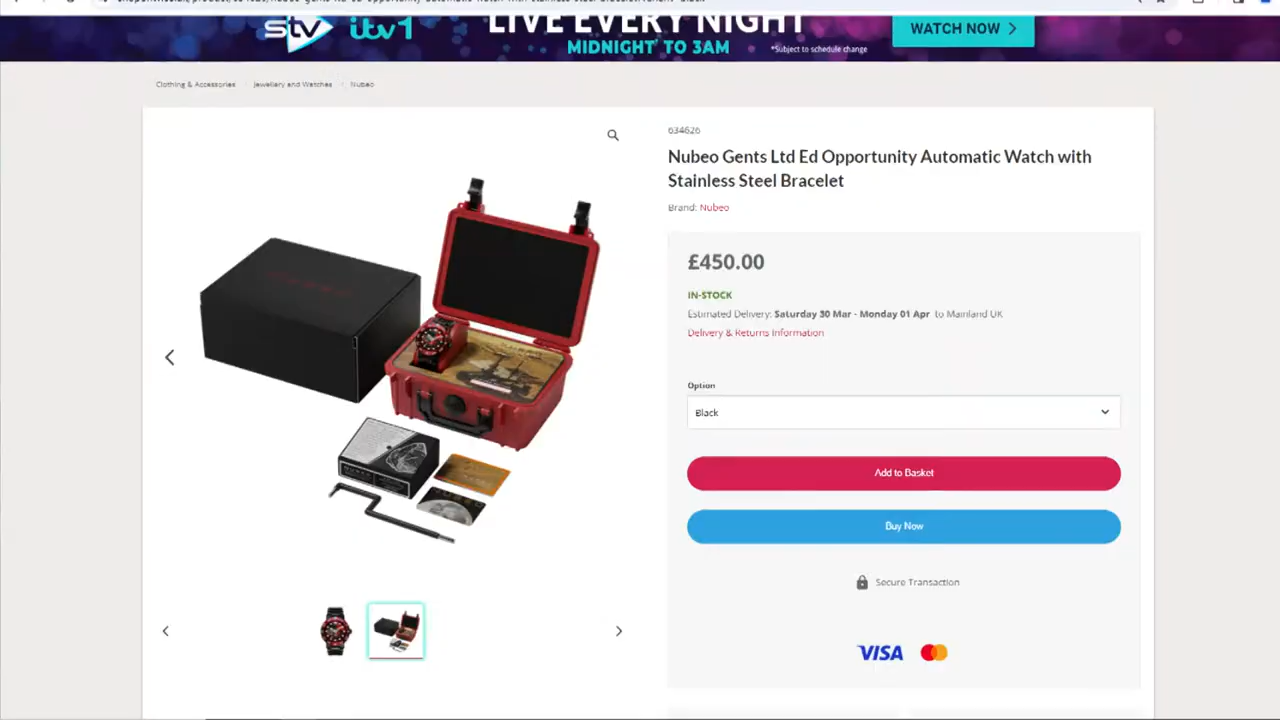 LIVE EVERY NIGHT
stv itv1
MIDNIGHT TO 3AM
*Subject to schedule change
WATCH NOW
Clothing & Accessories
Jewellery and Watches
Nubeo
634626
Nubeo Gents Ltd Ed Opportunity Automatic Watch with
Stainless Steel Bracelet
Brand: Nubeo
£450.00
IN-STOCK
Estimated Delivery: Saturday 30 Mar - Monday 01 Apr to Mainland UK
Delivery & Returns Information
Option
Black
Add to Basket
Buy Now
Secure Transaction
VISA